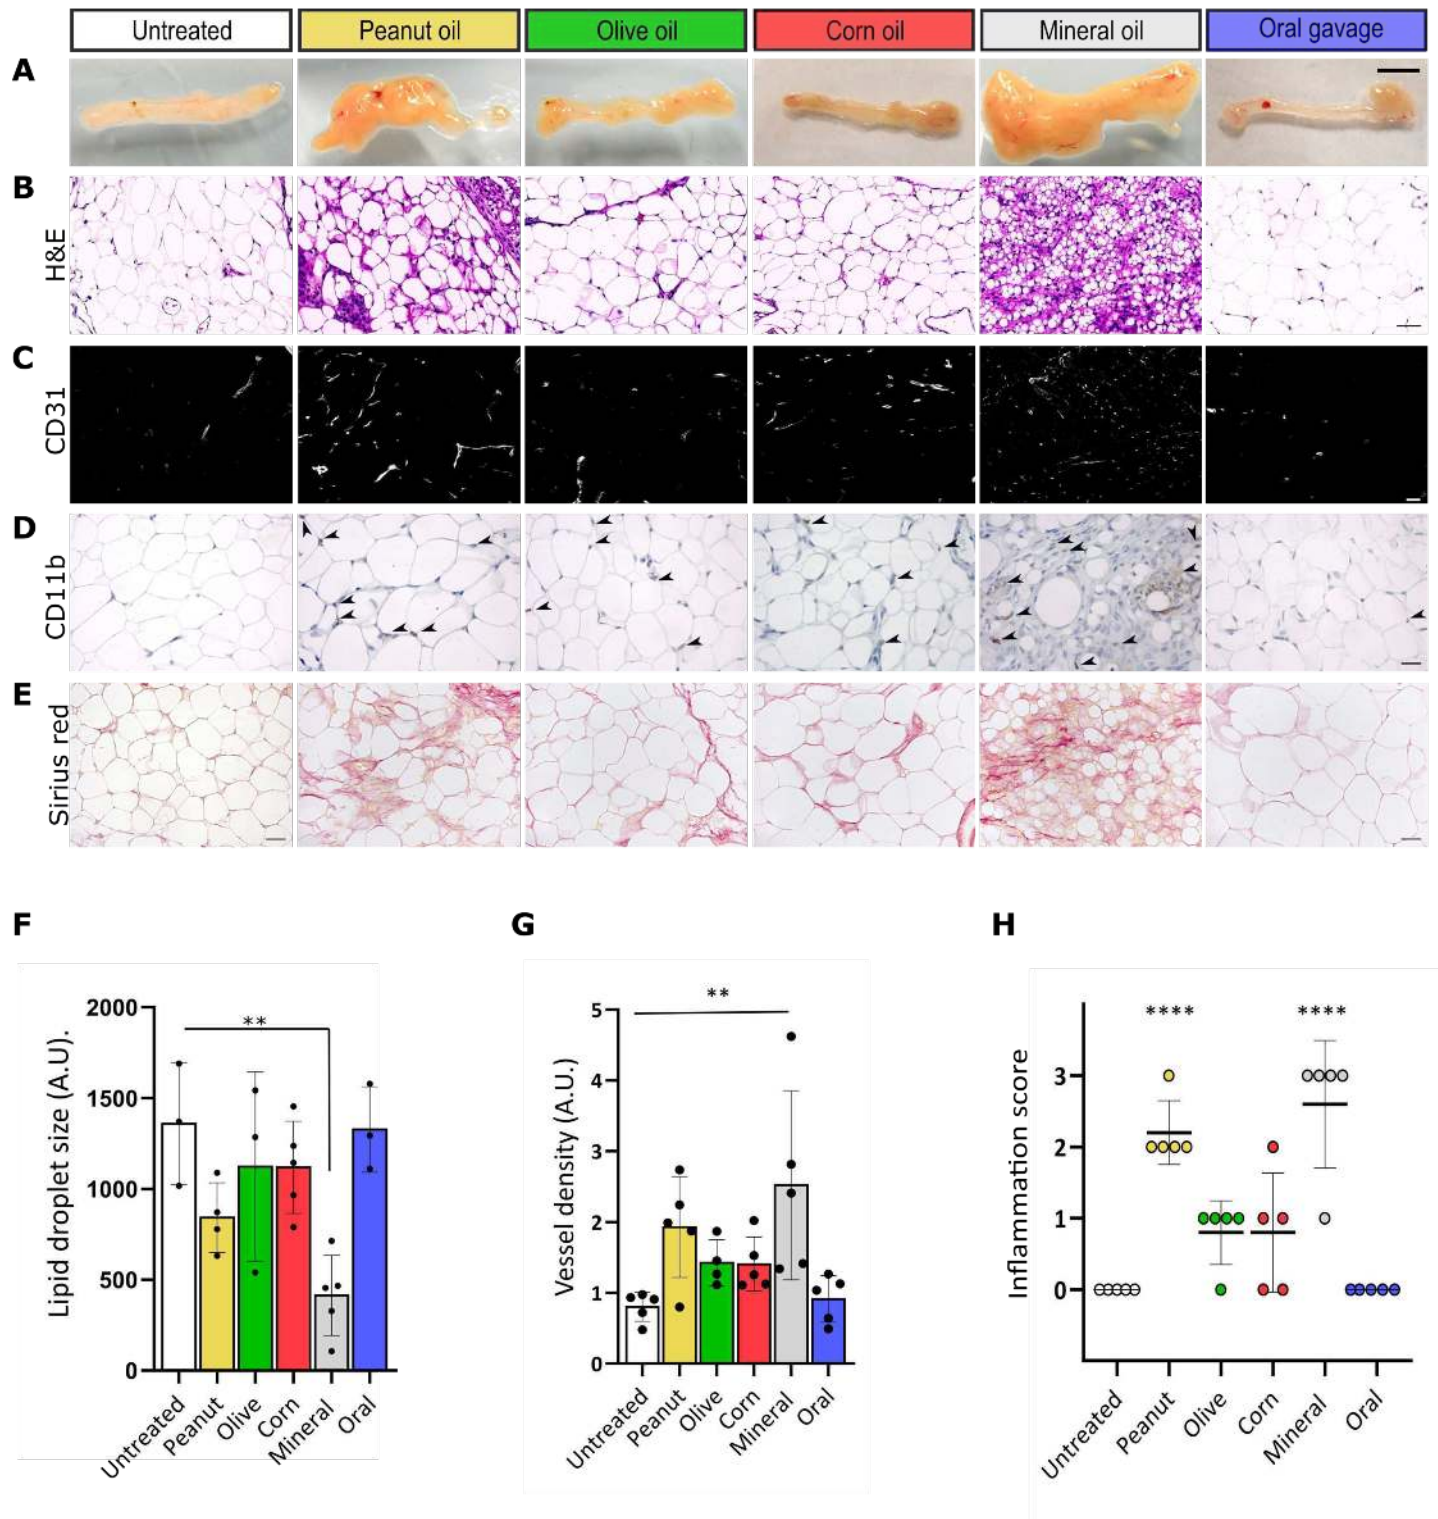 Untreated Peanut oil Olive oil Corn oil Mineral oil Oral gavage
A
B
H&E
C
CD31
D
CD11b
E
Sirius red
F
G
H
Lipid droplet size (A.U).
2000
1500
1000
500
0
**
Untreated Peanut Olive Corn Mineral Oral
Vessel density (A.U.)
5
4
3
2
1
0
**
Untreated Peanut Olive Corn Mineral Oral
Inflammation score
3
2
1
0
**** ****
Untreated Peanut Olive Corn Mineral Oral